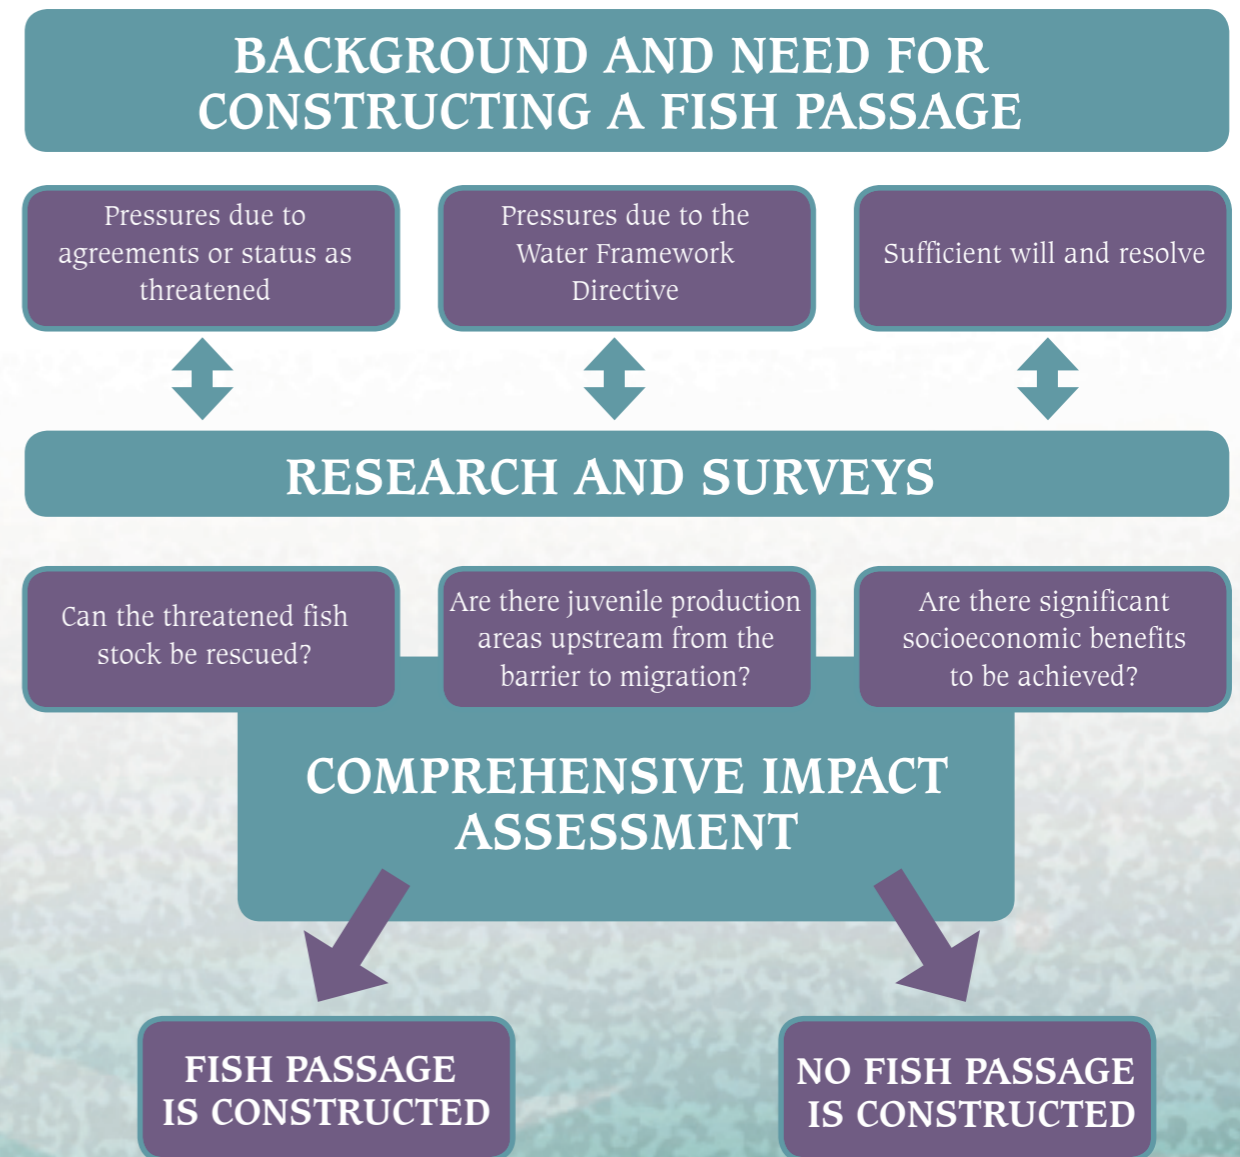 BACKGROUND AND NEED FOR
CONSTRUCTING A FISH PASSAGE
Pressures due to
agreements or status as
threatened
Pressures due to the
Water Framework
Directive
Sufficient will and resolve
RESEARCH AND SURVEYS
Can the threatened fish
stock be rescued?
Are there juvenile production
areas upstream from the
barrier to migration?
Are there significant
socioeconomic benefits
to be achieved?
COMPREHENSIVE IMPACT
ASSESSMENT
FISH PASSAGE
IS CONSTRUCTED
NO FISH PASSAGE
IS CONSTRUCTED